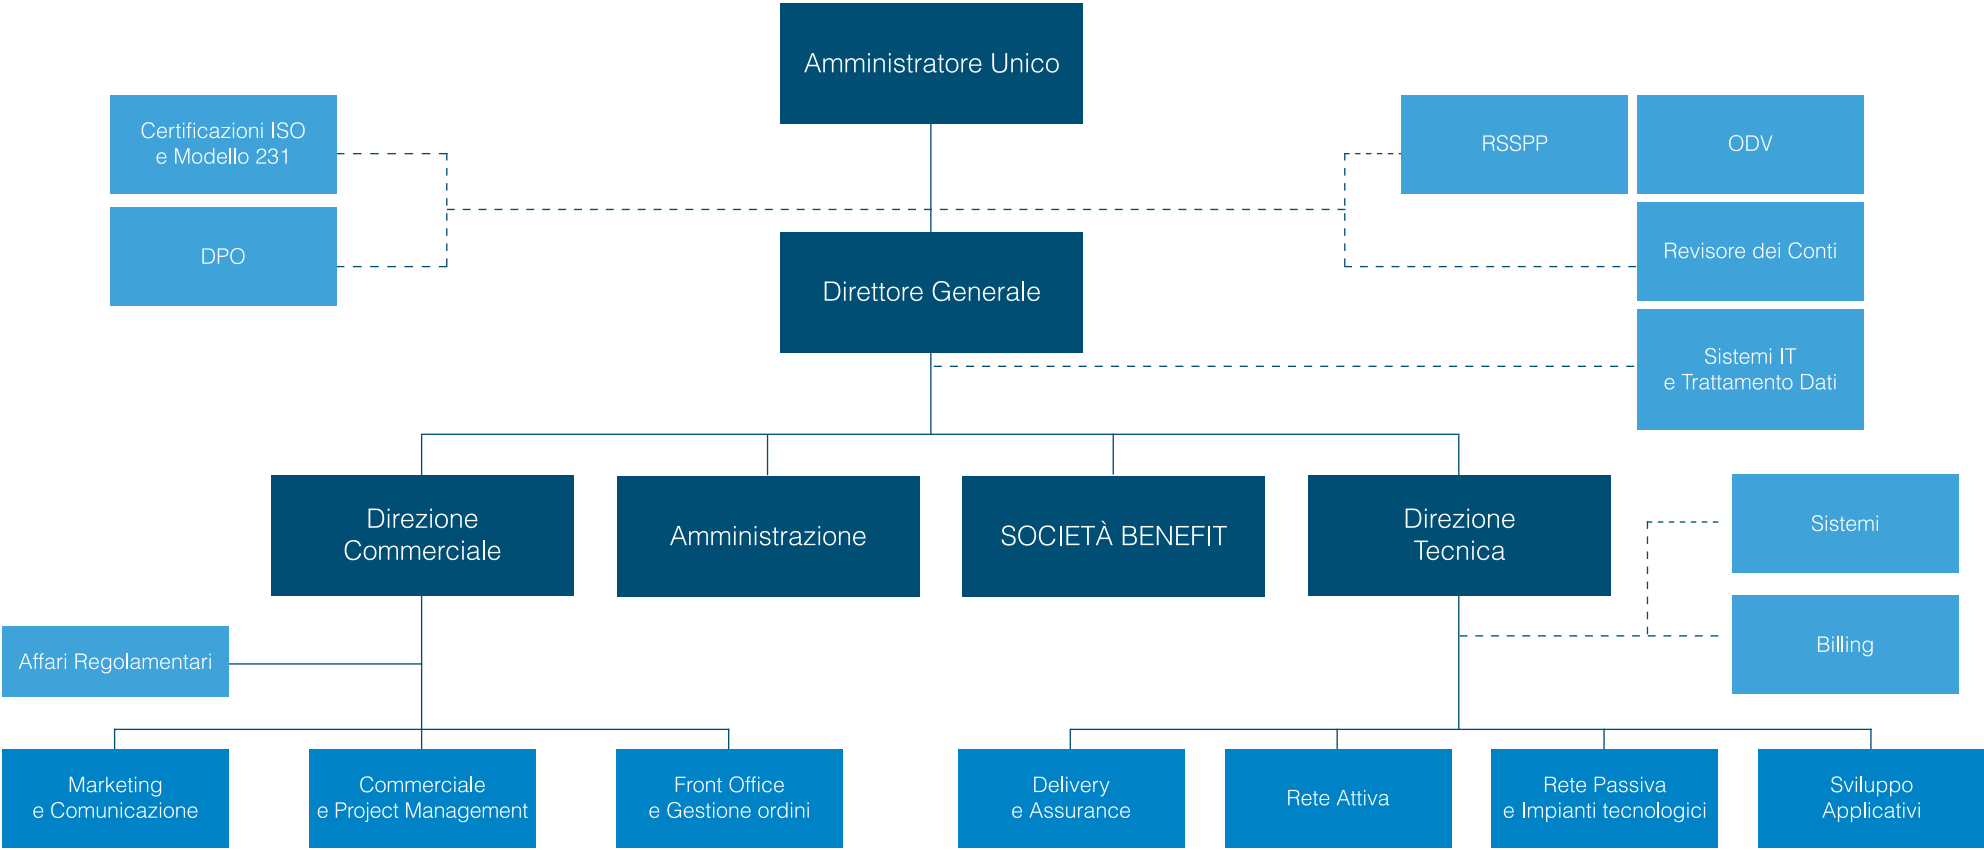 Amministratore Unico
Certificazioni ISO
e Modello 231
RSSPP
ODV
DPO
Revisore dei Conti
Direttore Generale
Sistemi IT
e Trattamento Dati
Direzione
Commerciale
Amministrazione
SOCIETÀ BENEFIT
Direzione
Tecnica
Sistemi
Billing
Affari Regolamentari
Marketing
e Comunicazione
Commerciale
e Project Management
Front Office
e Gestione ordini
Delivery
e Assurance
Rete Attiva
Rete Passiva
e Impianti tecnologici
Sviluppo
Applicativi